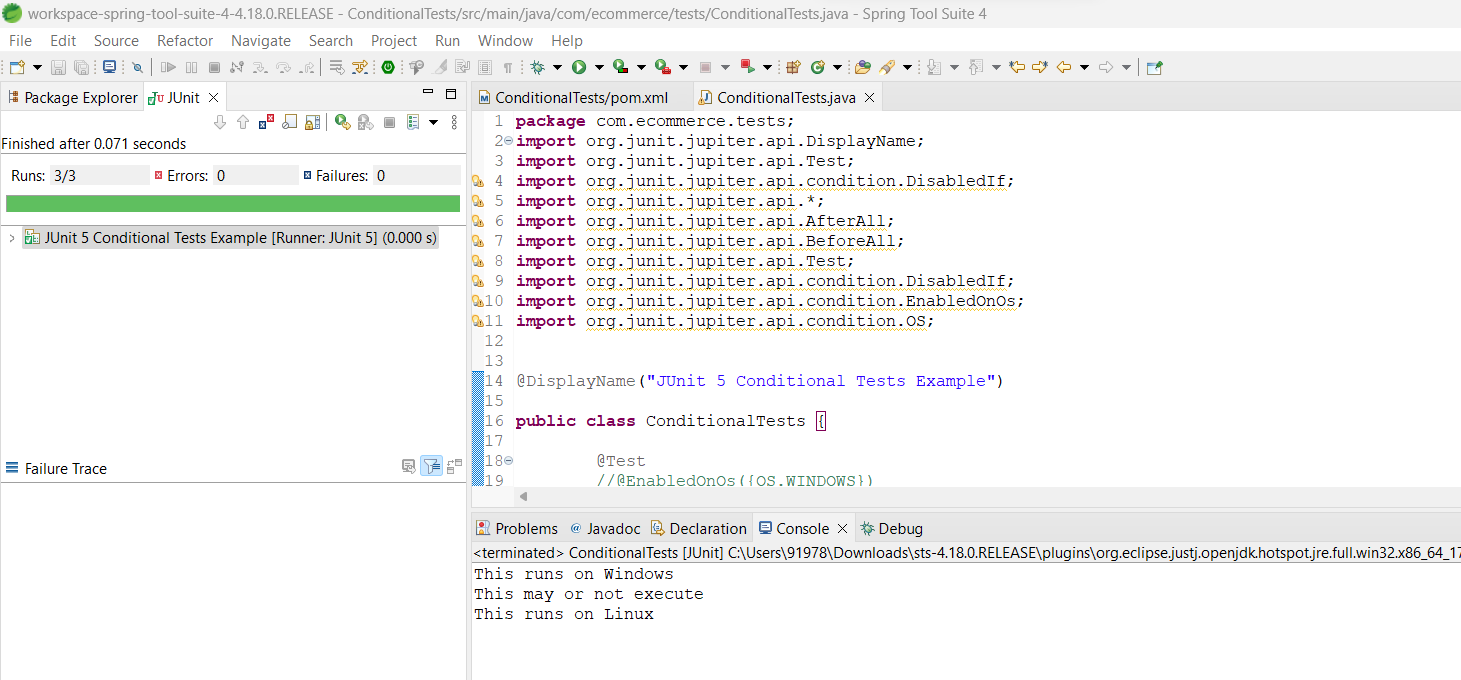 workspace-spring-tool-suite-4-4.18.0.RELEASE - ConditionalTests/src/main/java/com/ecommerce/tests/ConditionalTests.java - Spring Tool Suite 4
File Edit Source Refactor Navigate Search Project Run Window Help
Package Explorer JUnit
Finished after 0.071 seconds
Runs: 3/3 Errors: 0 Failures: 0
JUnit 5 Conditional Tests Example [Runner: JUnit 5] (0.000 s)
Failure Trace
ConditionalTests/pom.xml ConditionalTests.java
1 package com.ecommerce.tests;
2 import org.junit.jupiter.api.DisplayName;
3 import org.junit.jupiter.api.Test;
4 import org.junit.jupiter.api.condition.DisabledIf;
5 import org.junit.jupiter.api.*;
6 import org.junit.jupiter.api.AfterAll;
7 import org.junit.jupiter.api.BeforeAll;
8 import org.junit.jupiter.api.Test;
9 import org.junit.jupiter.api.condition.DisabledIf;
10 import org.junit.jupiter.api.condition.EnabledOnOs;
11 import org.junit.jupiter.api.condition.OS;
12
13
14 @DisplayName("JUnit 5 Conditional Tests Example")
15
16 public class ConditionalTests {
17
18 @Test
19 //@EnabledOnOs({OS.WINDOWS})
Problems Javadoc Declaration Console Debug
<terminated> ConditionalTests [JUnit] C:\Users\91978\Downloads\sts-4.18.0.RELEASE\plugins\org.eclipse.justj.openjdk.hotspot.jre.full.win32.x86_64_17
This runs on Windows
This may or not execute
This runs on Linux